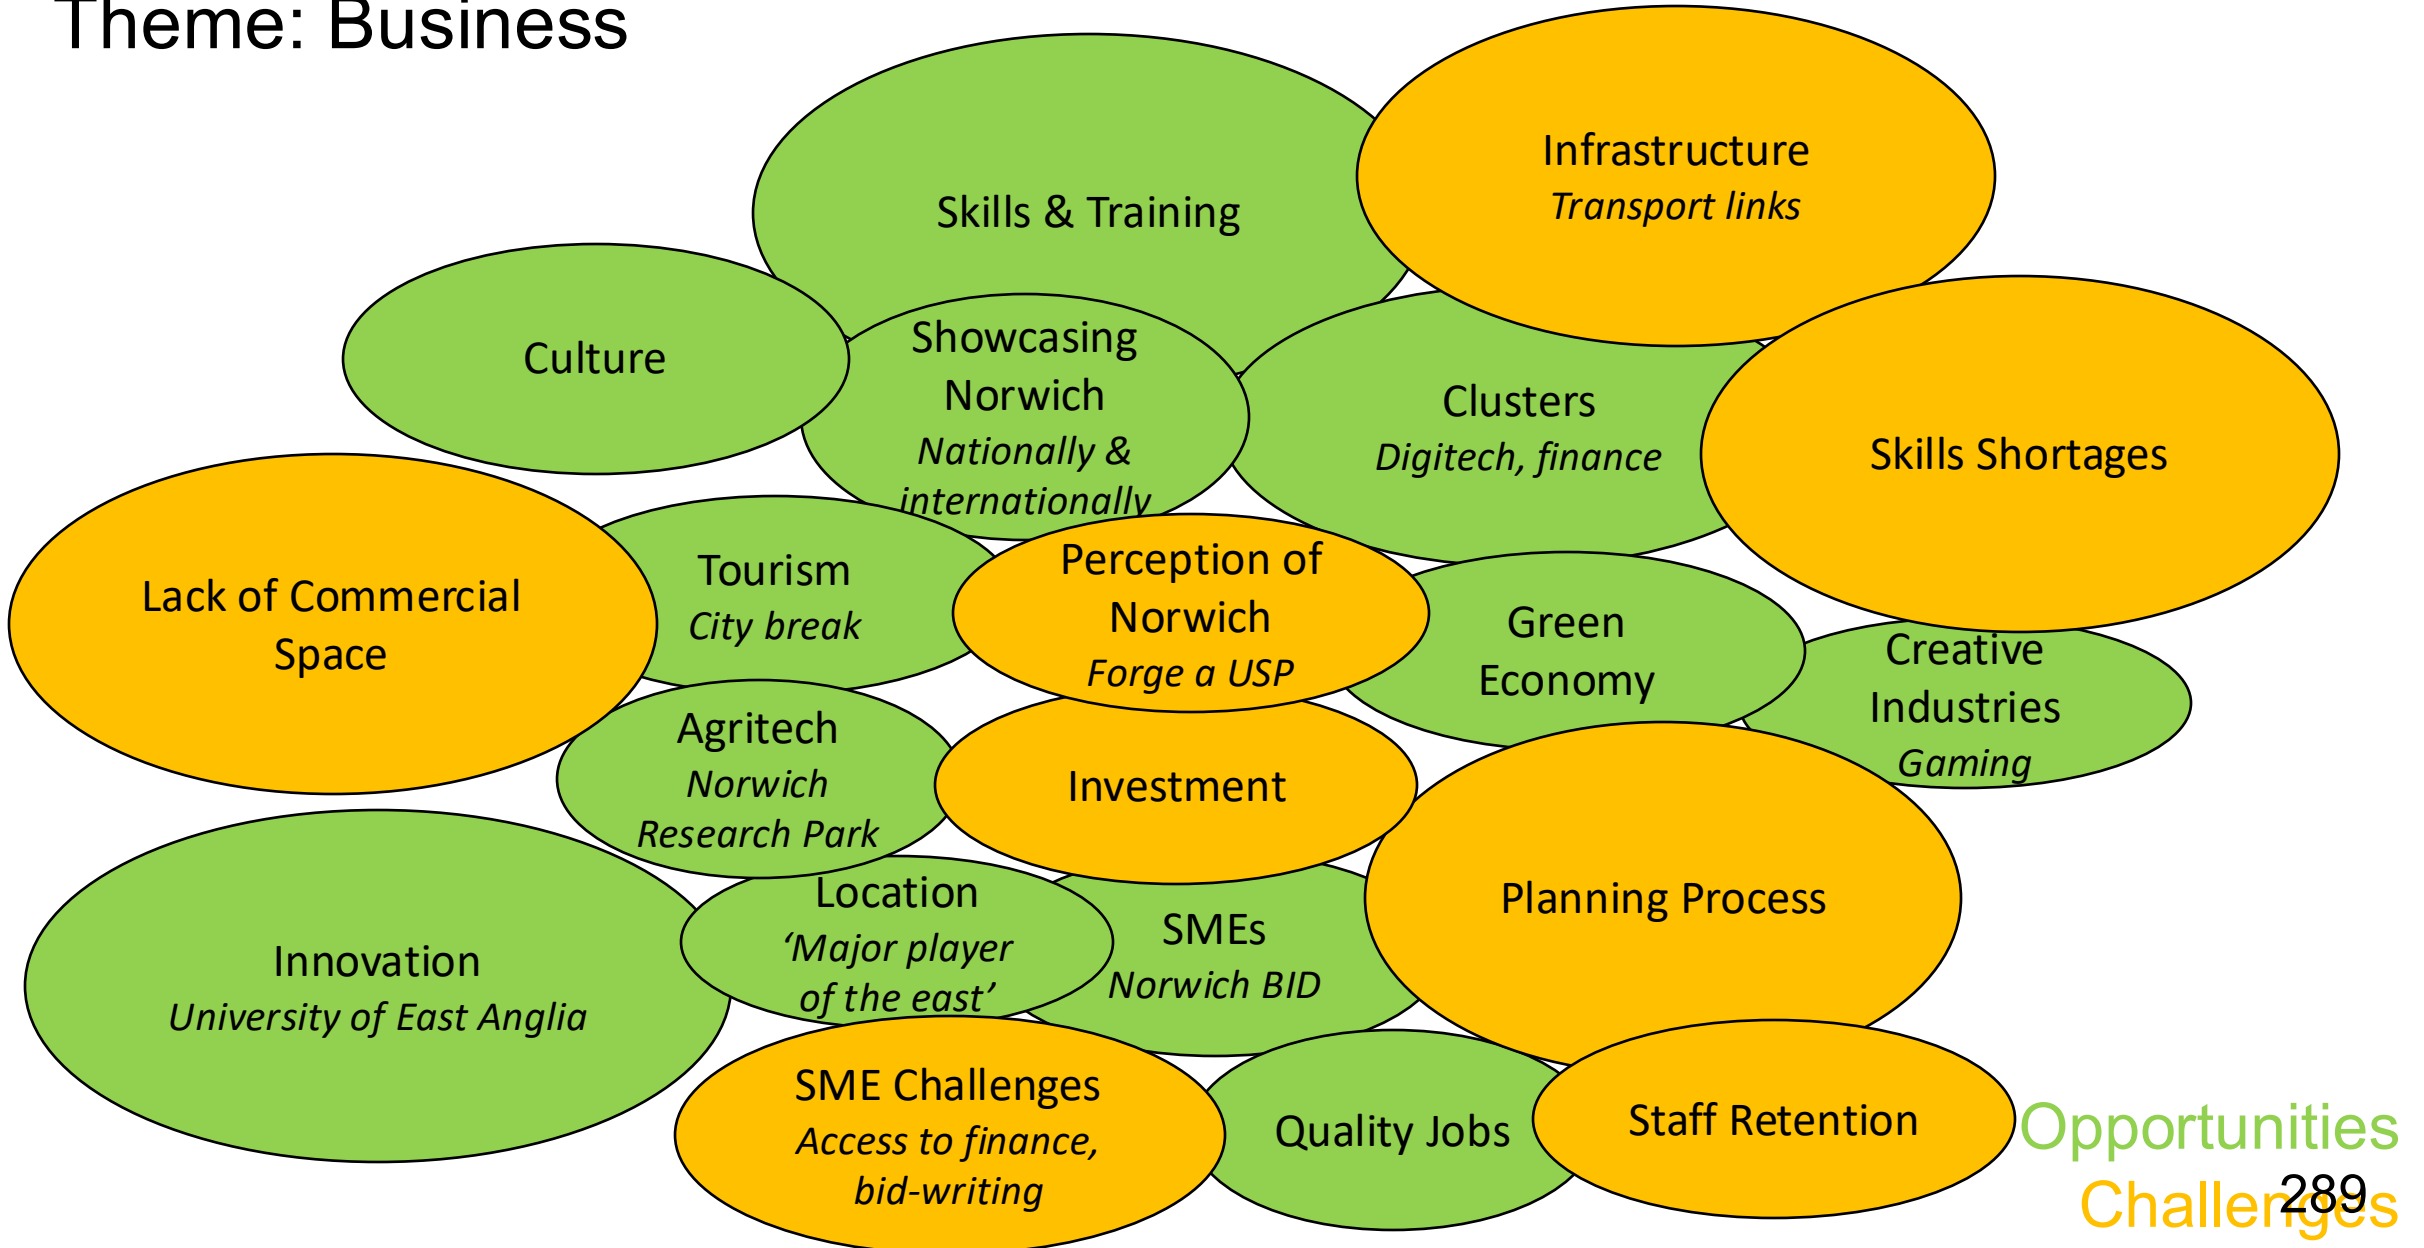 Theme: Business
Skills & Training
Infrastructure
Transport links
Culture
Showcasing
Norwich
Nationally &
internationally
Clusters
Digitech, finance
Skills Shortages
Lack of Commercial
Space
Tourism
City break
Perception of
Norwich
Forge a USP
Green
Economy
Creative
Industries
Gaming
Agritech
Norwich
Research Park
Investment
Planning Process
Innovation
University of East Anglia
Location
‘Major player
of the east’
SMEs
Norwich BID
SME Challenges
Access to finance,
bid-writing
Quality Jobs
Staff Retention
Opportunities
Challenges
289